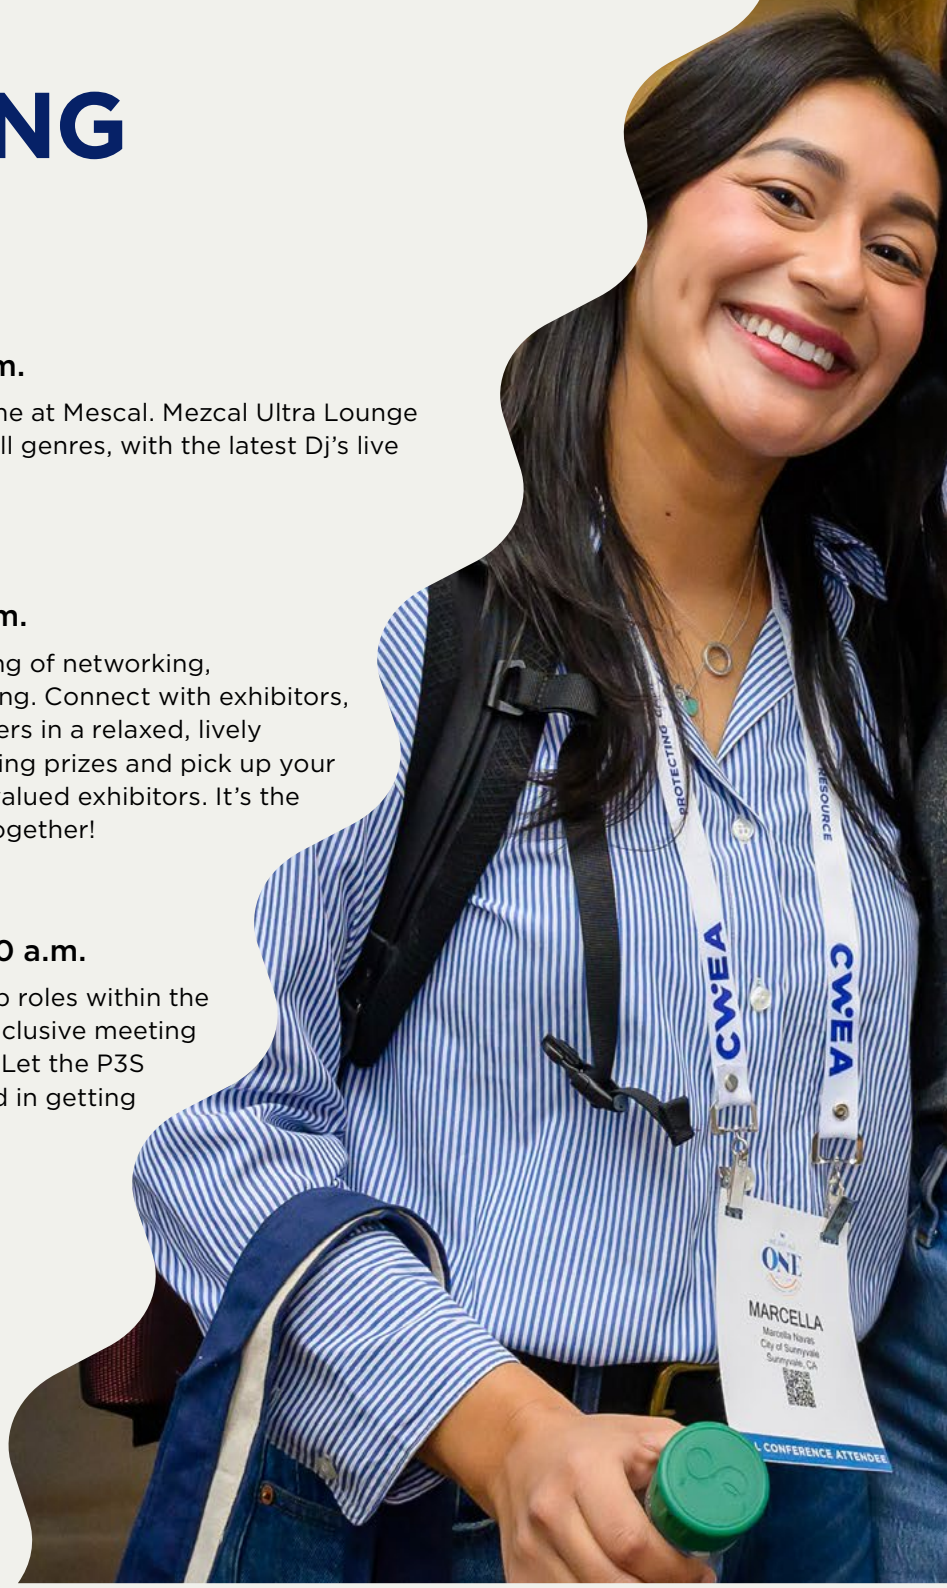 NG
m.
ne at Mescal. Mezcal Ultra Lounge
ll genres, with the latest Dj’s live
m.
ng of networking,
ng. Connect with exhibitors,
ers in a relaxed, lively
ing prizes and pick up your
valued exhibitors. It’s the
ogether!
0 a.m.
p roles within the
clusive meeting
Let the P3S
d in getting
PROTECTING
RESOURCE
CWEA
CWEA
ONE
MARCELLA
Marcella Navas
City of Sunnyvale
Sunnyvale, CA
L CONFERENCE ATTENDEE